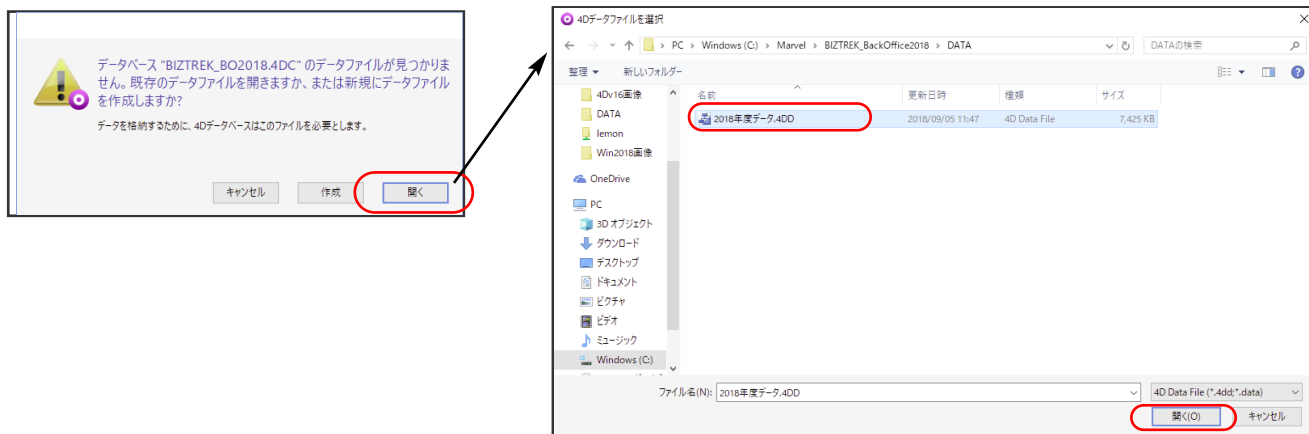 データベース "BIZTREK_BO2018.4DC" のデータファイルが見つかりま
せん。既存のデータファイルを開きますか、または新規にデータファイル
を作成しますか?
データを格納するために、4Dデータベースはこのファイルを必要とします。
キャンセル 作成 開く
4Dデータファイルを選択
PC > Windows (C:) > Marvel > BIZTREK_BackOffice2018 > DATA DATAの検索
整理 新しいフォルダー
4Dv16画像
DATA
lemon
Win2018画像
OneDrive
PC
3D オブジェクト
ダウンロード
デスクトップ
ドキュメント
ピクチャ
ビデオ
ミュージック
Windows (C:)
名前 更新日時 種類 サイズ
2018年度データ.4DD 2018/09/05 11:47 4D Data File 7,425 KB
ファイル名(N): 2018年度データ.4DD 4D Data File (*.4dd;*.data)
開く(O) キャンセル